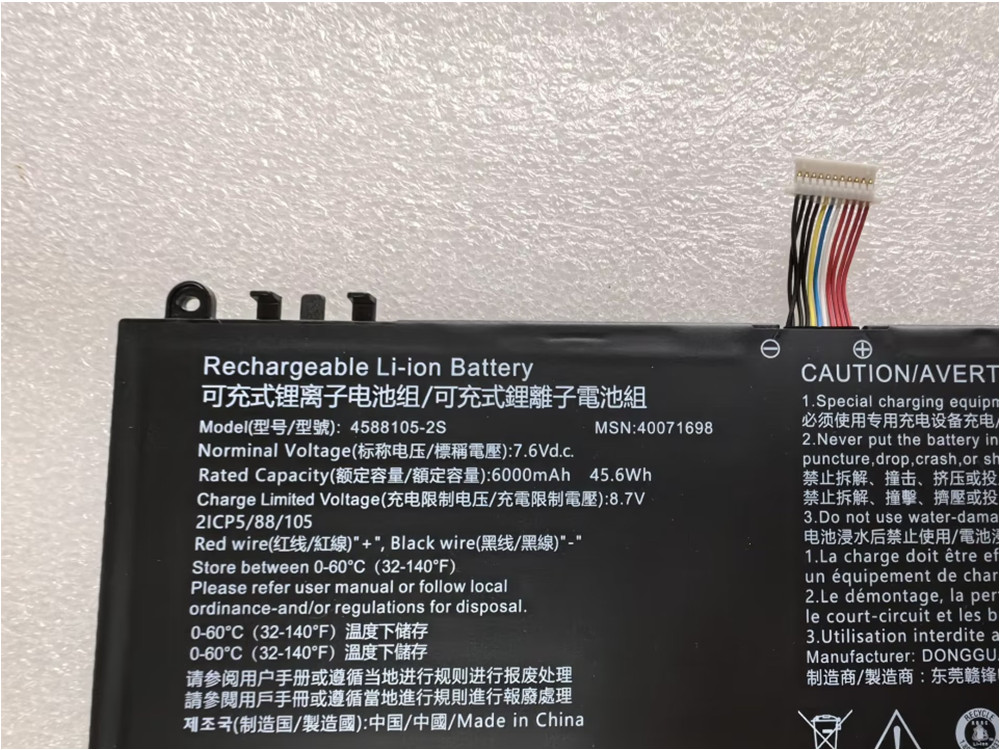 Rechargeable Li-ion Battery
可充式锂离子电池组/可充式鋰離子電池組
Model(型号/型號): 4588105-2S MSN:40071698
Norminal Voltage(标称电压/標稱電壓):7.6Vd.c.
Rated Capacity(额定容量/額定容量):6000mAh 45.6Wh
Charge Limited Voltage(充电限制电压/充電限制電壓):8.7V
2ICP5/88/105
Red wire(红线/紅線)"+", Black wire(黑线/黑線)"-"
Store between 0-60°C (32-140°F)
Please refer user manual or follow local
ordinance-and/or regulations for disposal.
0-60°C (32-140°F) 温度下储存
0-60°C (32-140°F) 溫度下儲存
请参阅用户手册或遵循当地进行规则进行报废处理
請參閱用戶手冊或遵循當地進行規則進行報廢處理
제조국(制造国/製造國):中国/中國/Made in China
CAUTION/AVERT
1.Special charging equipm
必须使用专用充电设备充电/
2.Never put the battery in
puncture,drop,crash,or sh
禁止拆解、撞击、挤压或投
禁止拆解、撞擊、擠壓或投
3.Do not use water-dama
电池浸水后禁止使用/電池浸
1.La charge doit être ef
un équipement de char
2.Le démontage, la per
le court-circuit et les b
3.Utilisation interdite a
Manufacturer: DONGGU
制造商/製造商：东莞赣锋
RECYCLE
Li-ion